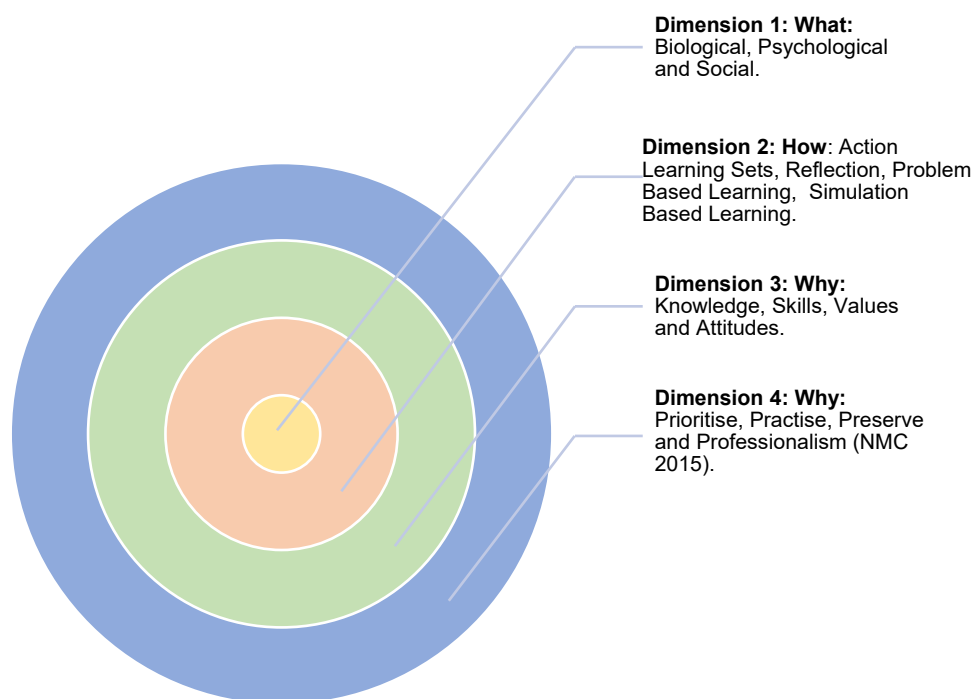 Dimension 1: What:
Biological, Psychological
and Social.
Dimension 2: How: Action
Learning Sets, Reflection, Problem
Based Learning,  Simulation
Based Learning.
Dimension 3: Why:
Knowledge, Skills, Values
and Attitudes.
Dimension 4: Why:
Prioritise, Practise, Preserve
and Professionalism (NMC
2015).